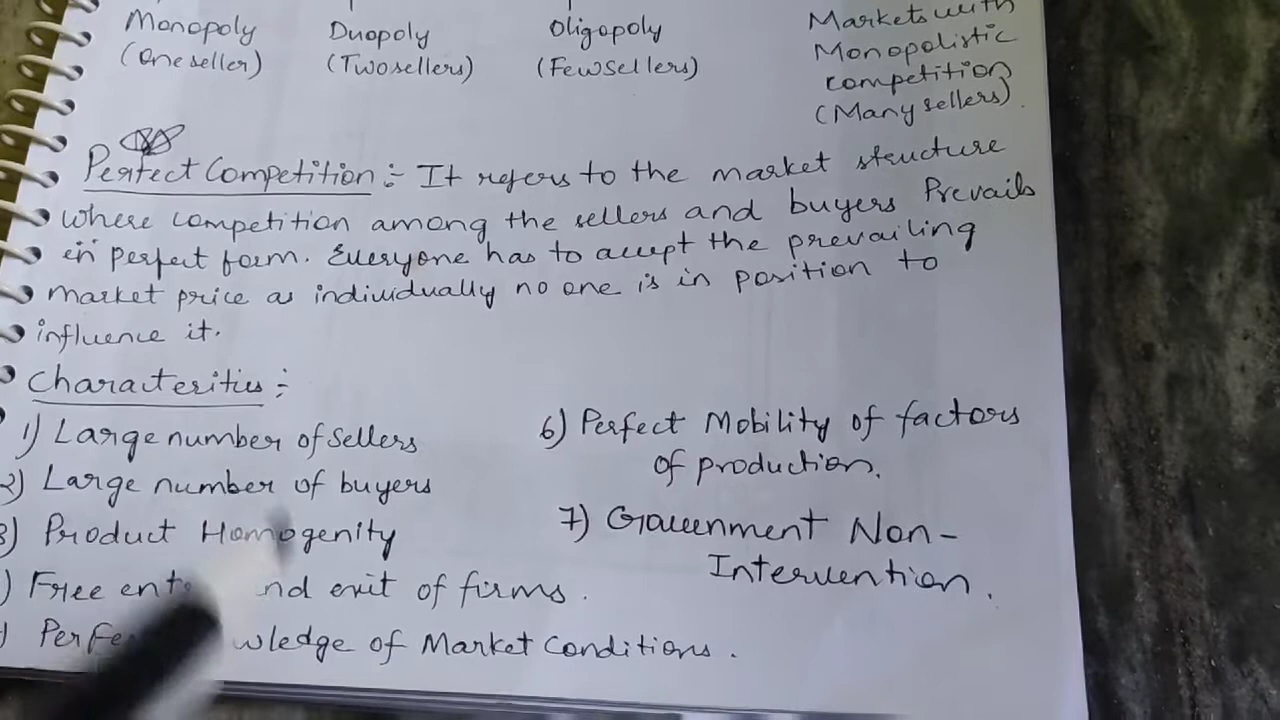 Monopoly
(One seller)
Duopoly
(Two sellers)
Oligopoly
(Few Sellers)
Markets with
Monopolistic
competition
(Many sellers).
Perfect Competition :- It refers to the market structure
where competition among the sellers and buyers Prevails
in perfect form. Everyone has to accept the prevailing
market price as individually no one is in position to
influence it.
Characteritics :-
1) Large number of Sellers
2) Large number of buyers
3) Product Homogenity
) Free and exit of firms.
) of Market Conditions.
6) Perfect Mobility of factors
of production.
7) Government Non-
Intervention.